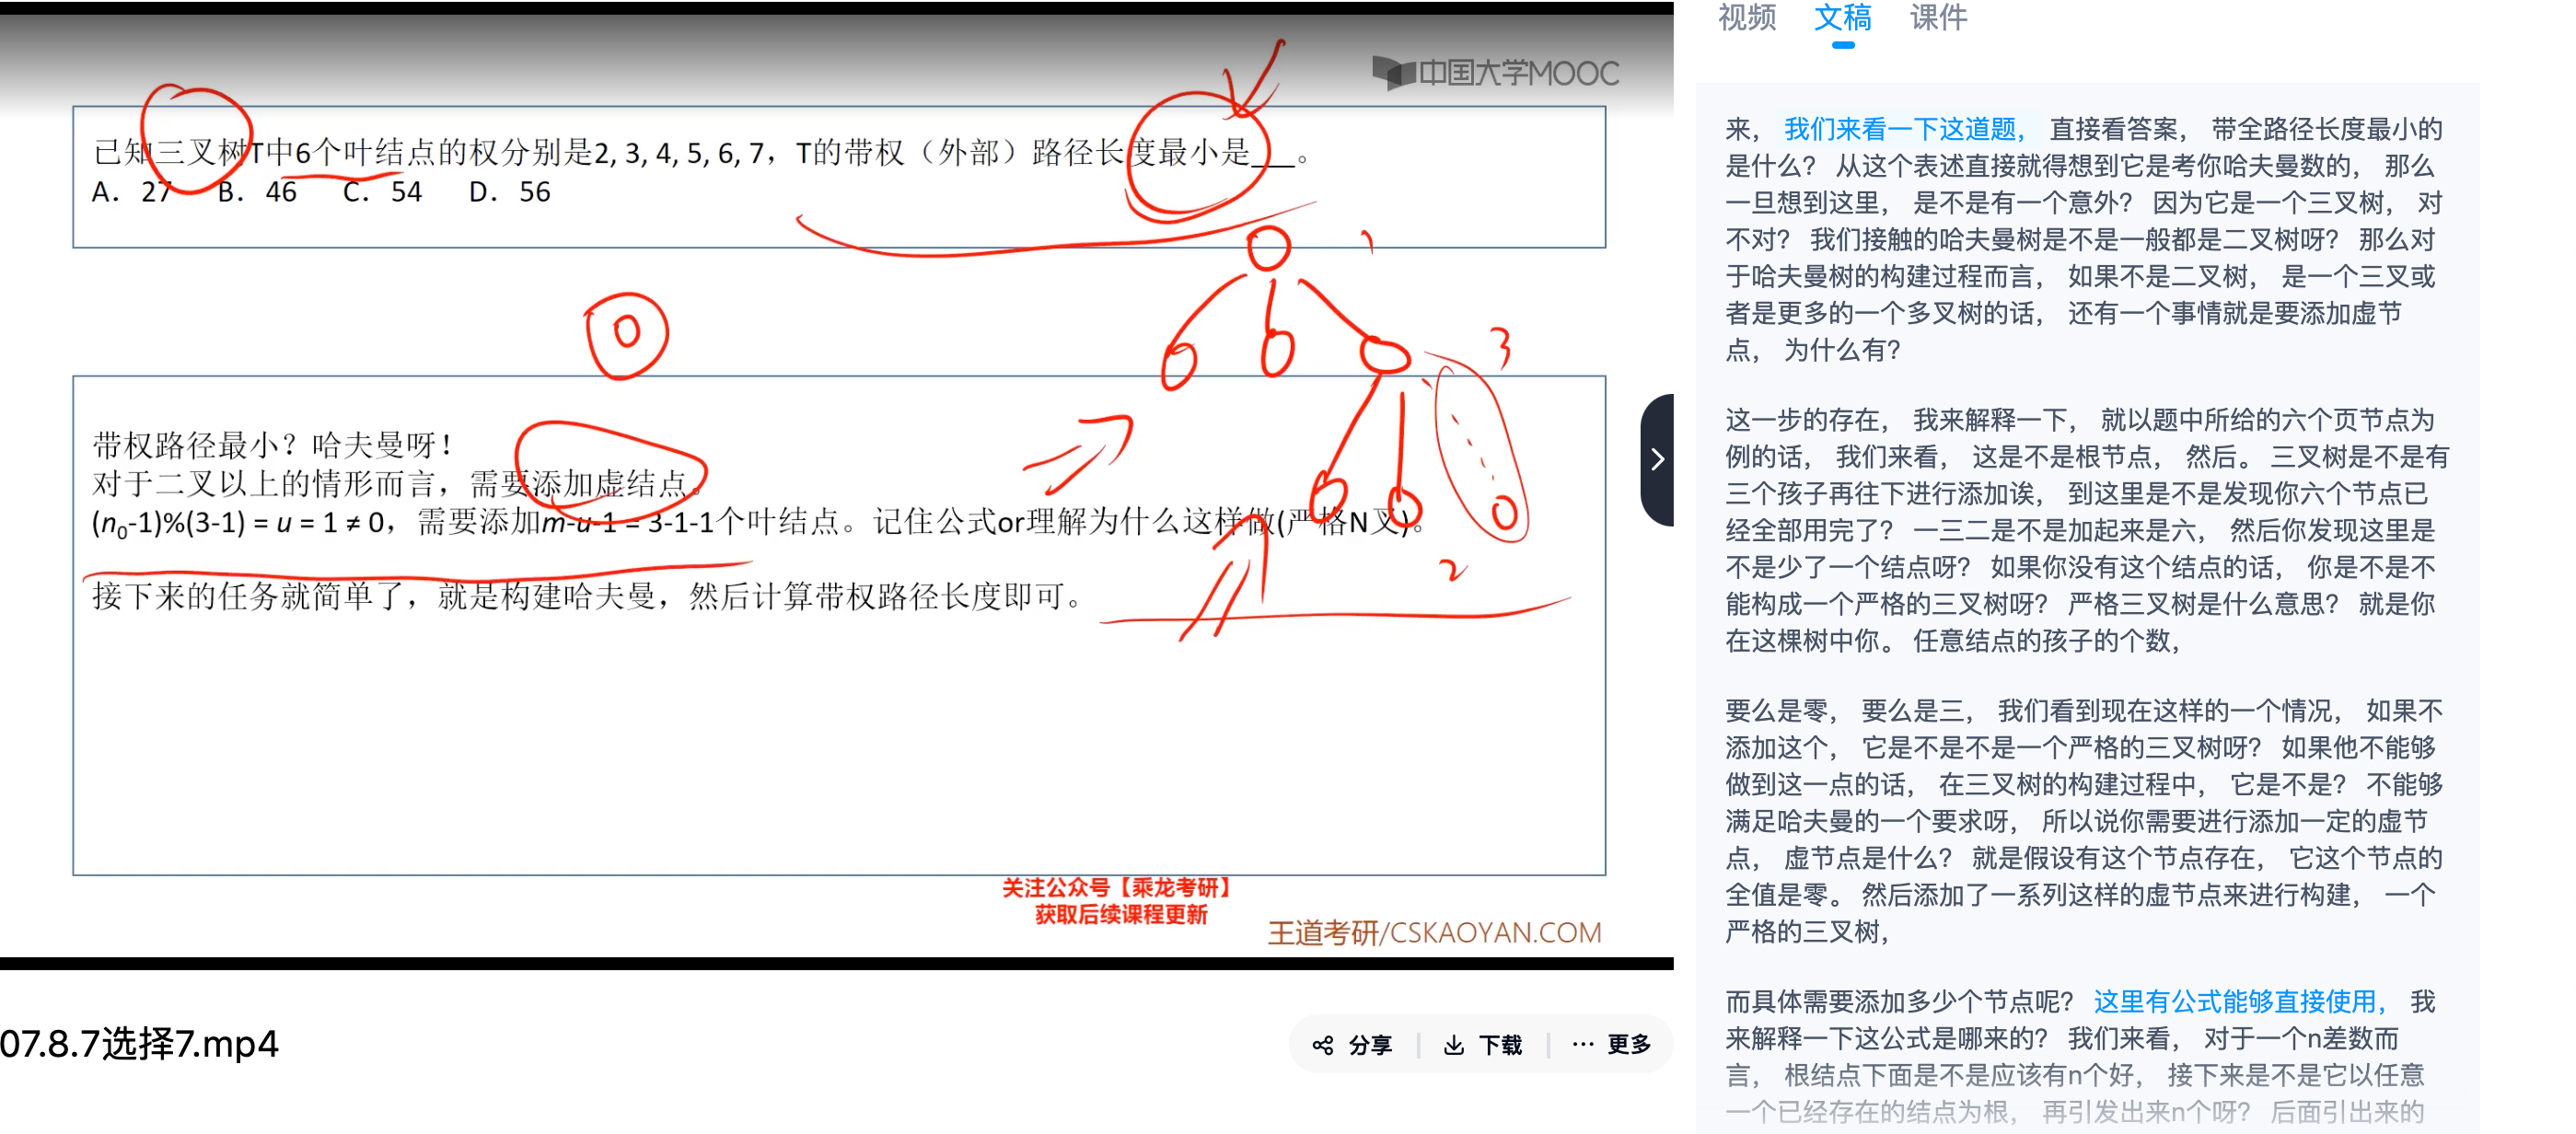 中国大学MOOC
已知三叉树T中6个叶结点的权分别是2, 3, 4, 5, 6, 7，T的带权（外部）路径长度最小是___。
A. 27 B. 46 C. 54 D. 56
0
3
2
带权路径最小？哈夫曼呀！
对于二叉以上的情形而言，需要添加虚结点。
(n0-1)%(3-1) = u = 1 ≠ 0，需要添加m-u-1 = 3-1-1个叶结点。记住公式or理解为什么这样做(严格N叉)。
接下来的任务就简单了，就是构建哈夫曼，然后计算带权路径长度即可。
关注公众号【乘龙考研】
获取后续课程更新
王道考研/CSKAOYAN.COM
07.8.7选择7.mp4
分享
下载
更多
视频 文稿 课件
来， 我们来看一下这道题， 直接看答案， 带全路径长度最小的
是什么？ 从这个表述直接就得想到它是考你哈夫曼数的， 那么
一旦想到这里， 是不是有一个意外？ 因为它是一个三叉树， 对
不对？ 我们接触的哈夫曼树是不是一般都是二叉树呀？ 那么对
于哈夫曼树的构建过程而言， 如果不是二叉树， 是一个三叉或
者是更多的一个多叉树的话， 还有一个事情就是要添加虚节
点， 为什么有？
这一步的存在， 我来解释一下， 就以题中所给的六个页节点为
例的话， 我们来看， 这是不是根节点， 然后。 三叉树是不是有
三个孩子再往下进行添加诶， 到这里是不是发现你六个节点已
经全部用完了？ 一三二是不是加起来是六， 然后你发现这里是
不是少了一个结点呀？ 如果你没有这个结点的话， 你是不是不
能构成一个严格的三叉树呀？ 严格三叉树是什么意思？ 就是你
在这棵树中你。 任意结点的孩子的个数，
要么是零， 要么是三， 我们看到现在这样的一个情况， 如果不
添加这个， 它是不是不是一个严格的三叉树呀？ 如果他不能够
做到这一点的话， 在三叉树的构建过程中， 它是不是？ 不能够
满足哈夫曼的一个要求呀， 所以说你需要进行添加一定的虚节
点， 虚节点是什么？ 就是假设有这个节点存在， 它这个节点的
全值是零。 然后添加了一系列这样的虚节点来进行构建， 一个
严格的三叉树，
而具体需要添加多少个节点呢？ 这里有公式能够直接使用， 我
来解释一下这公式是哪来的？ 我们来看， 对于一个n差数而
言， 根结点下面是不是应该有n个好， 接下来是不是它以任意
一个已经存在的结点为根， 再引发出来n个呀？ 后面引出来的